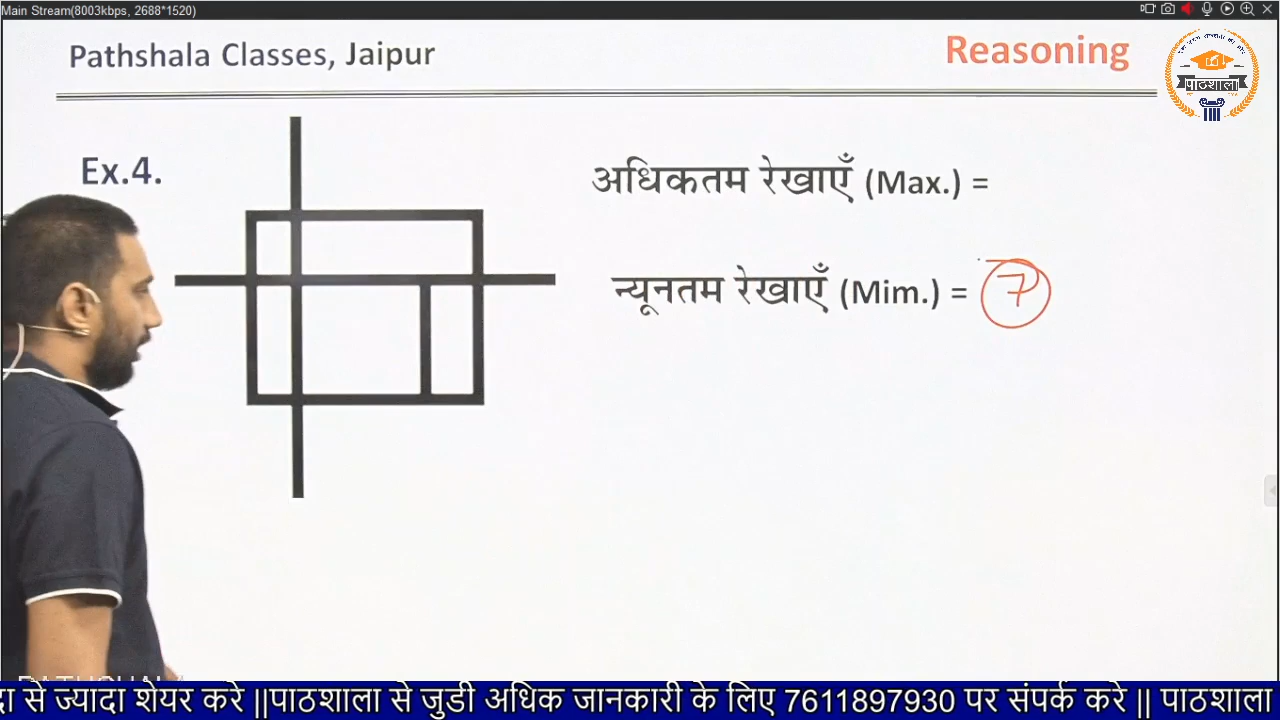 Main Stream(8003kbps, 2688*1520)
Pathshala Classes, Jaipur
Reasoning
पाठशाला
Ex.4.
अधिकतम रेखाएँ (Max.) =
न्यूनतम रेखाएँ (Mim.) = 7
से ज्यादा शेयर करे ||पाठशाला से जुडी अधिक जानकारी के लिए 7611897930 पर संपर्क करे || पाठशाला